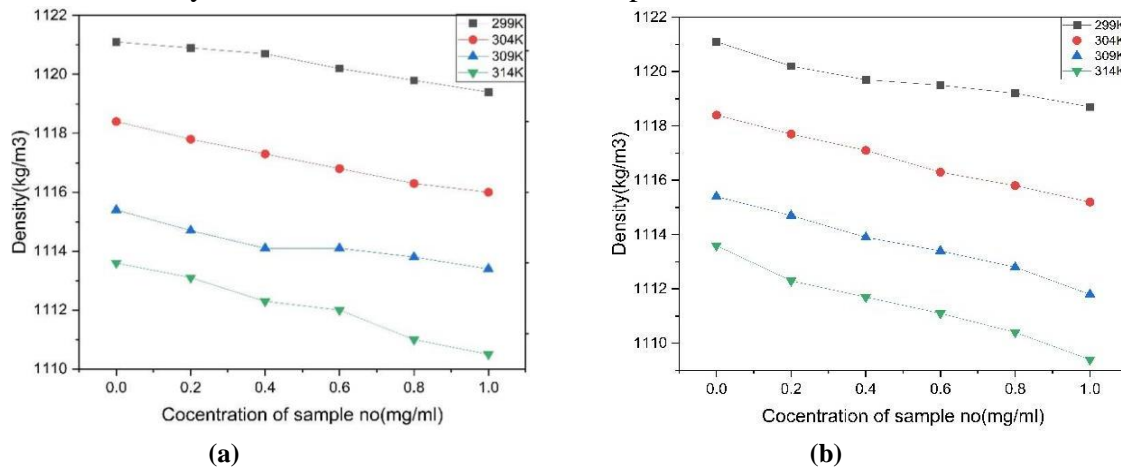 1122
1120
1118
1116
1114
1112
1110
Density(kg/m3)
299K
304K
309K
314K
0.0 0.2 0.4 0.6 0.8 1.0
Cocentration of sample no(mg/ml)
(a)
1122
1120
1118
1116
1114
1112
1110
Density(kg/m3)
299K
304K
309K
314K
0.0 0.2 0.4 0.6 0.8 1.0
Cocentration of sample no(mg/ml)
(b)